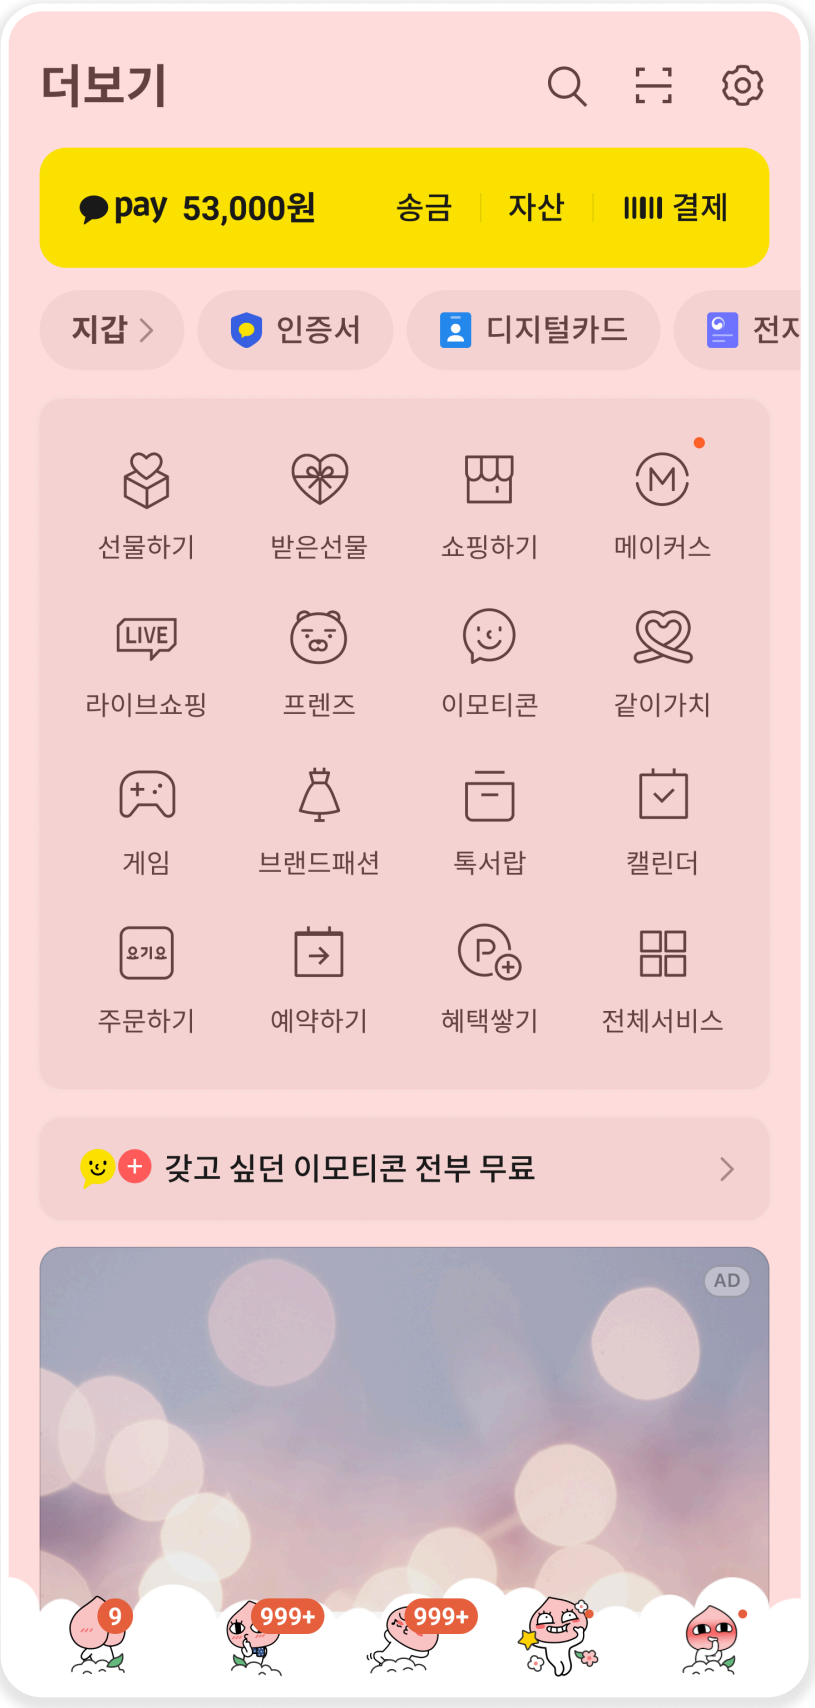 더보기
pay 53,000원 송금 자산 결제
지갑 인증서 디지털카드
선물하기 받은선물 쇼핑하기 메이커스
M
LIVE
라이브쇼핑 프렌즈 이모티콘 같이가치
게임 브랜드패션 톡서랍 캘린더
요기요
P
주문하기 예약하기 혜택쌓기 전체서비스
갖고 싶던 이모티콘 전부 무료
AD
9 999+ 999+